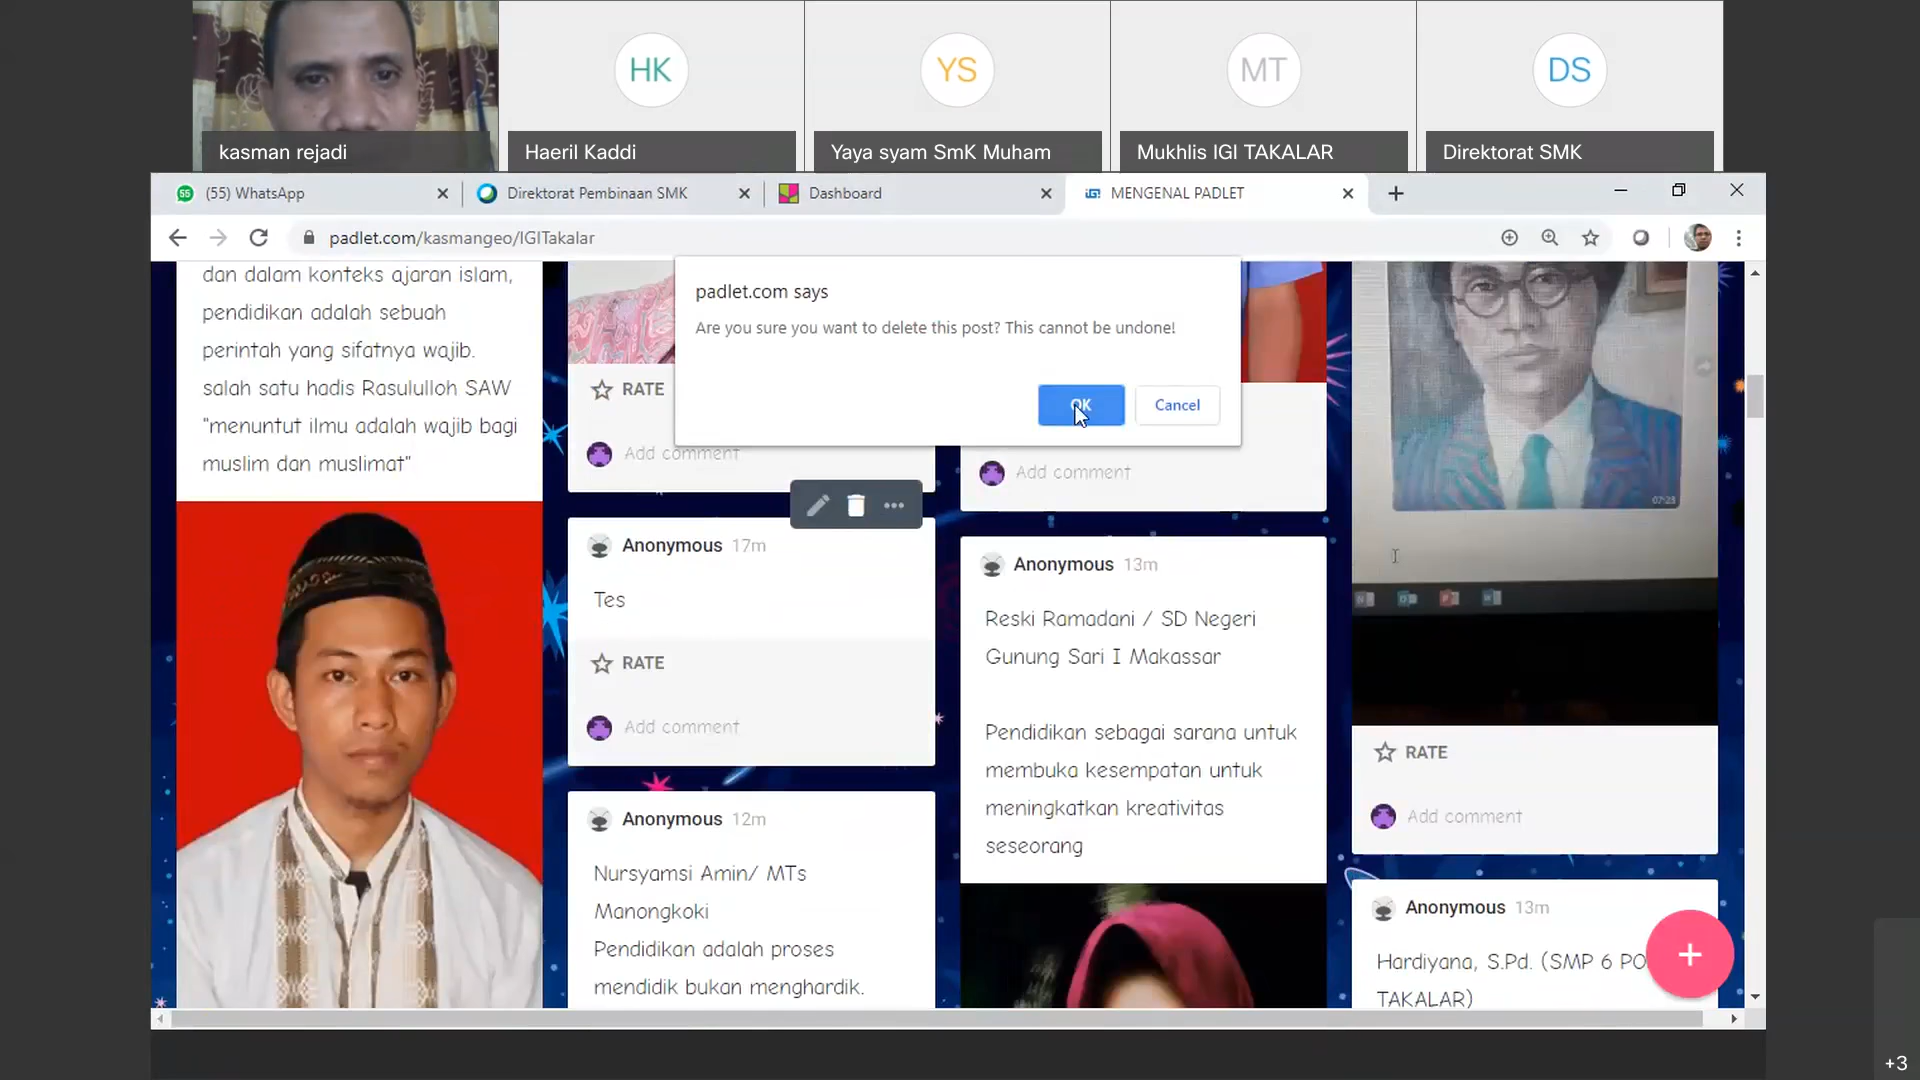 HK
YS
MT
DS
kasman rejadi
Haeril Kaddi
Yaya syam SmK Muham
Mukhlis IGI TAKALAR
Direktorat SMK
55
(55) WhatsApp
Direktorat Pembinaan SMK
Dashboard
MENGENAL PADLET
padlet.com/kasmangeo/IGITakalar
padlet.com says
Are you sure you want to delete this post? This cannot be undone!
OK
Cancel
dan dalam konteks ajaran islam,
pendidikan adalah sebuah
perintah yang sifatnya wajib.
salah satu hadis Rasululloh SAW
"menuntut ilmu adalah wajib bagi
muslim dan muslimat"
RATE
Add comment
Anonymous 17m
Tes
RATE
Add comment
Anonymous 12m
Nursyamsi Amin/ MTs
Manongkoki
Pendidikan adalah proses
mendidik bukan menghardik.
Add comment
Anonymous 13m
Reski Ramadani / SD Negeri
Gunung Sari I Makassar
Pendidikan sebagai sarana untuk
membuka kesempatan untuk
meningkatkan kreativitas
seseorang
07:28
RATE
Add comment
Anonymous 13m
Hardiyana, S.Pd. (SMP 6 PO
TAKALAR)
+3